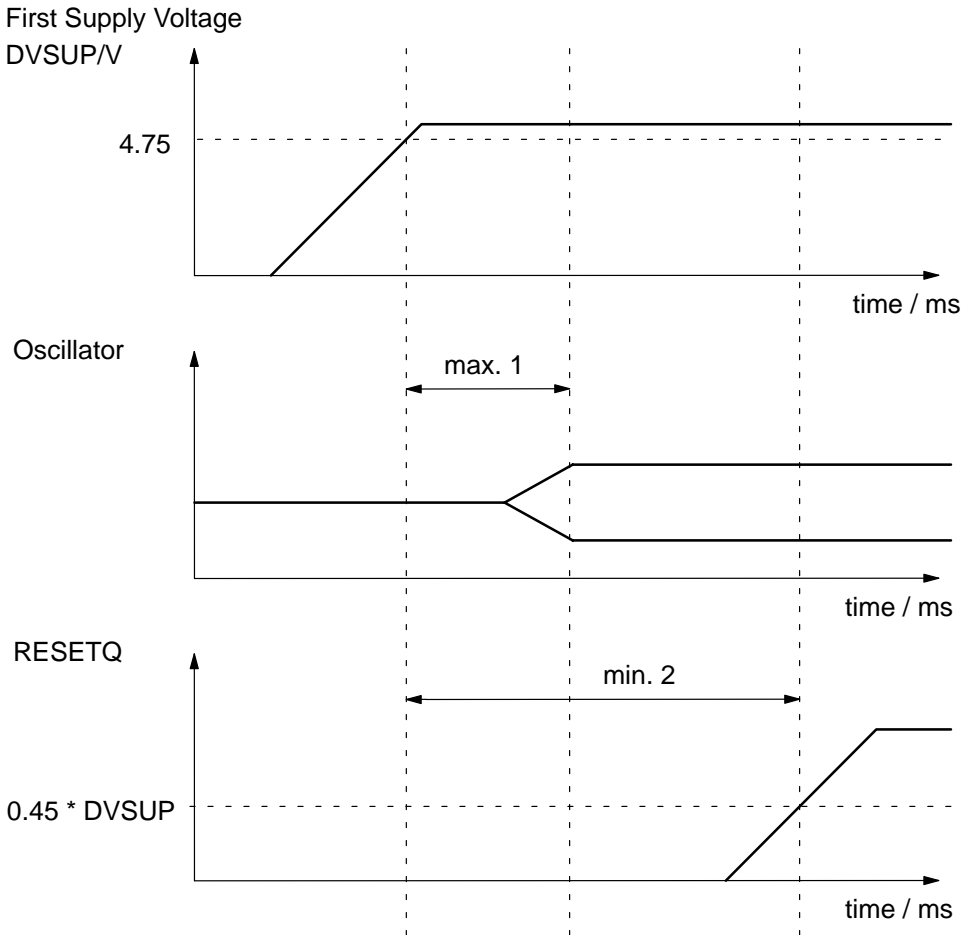 First Supply Voltage
DVSUP/V
4.75
time / ms
Oscillator
max. 1
time / ms
RESETQ
min. 2
0.45 * DVSUP
time / ms